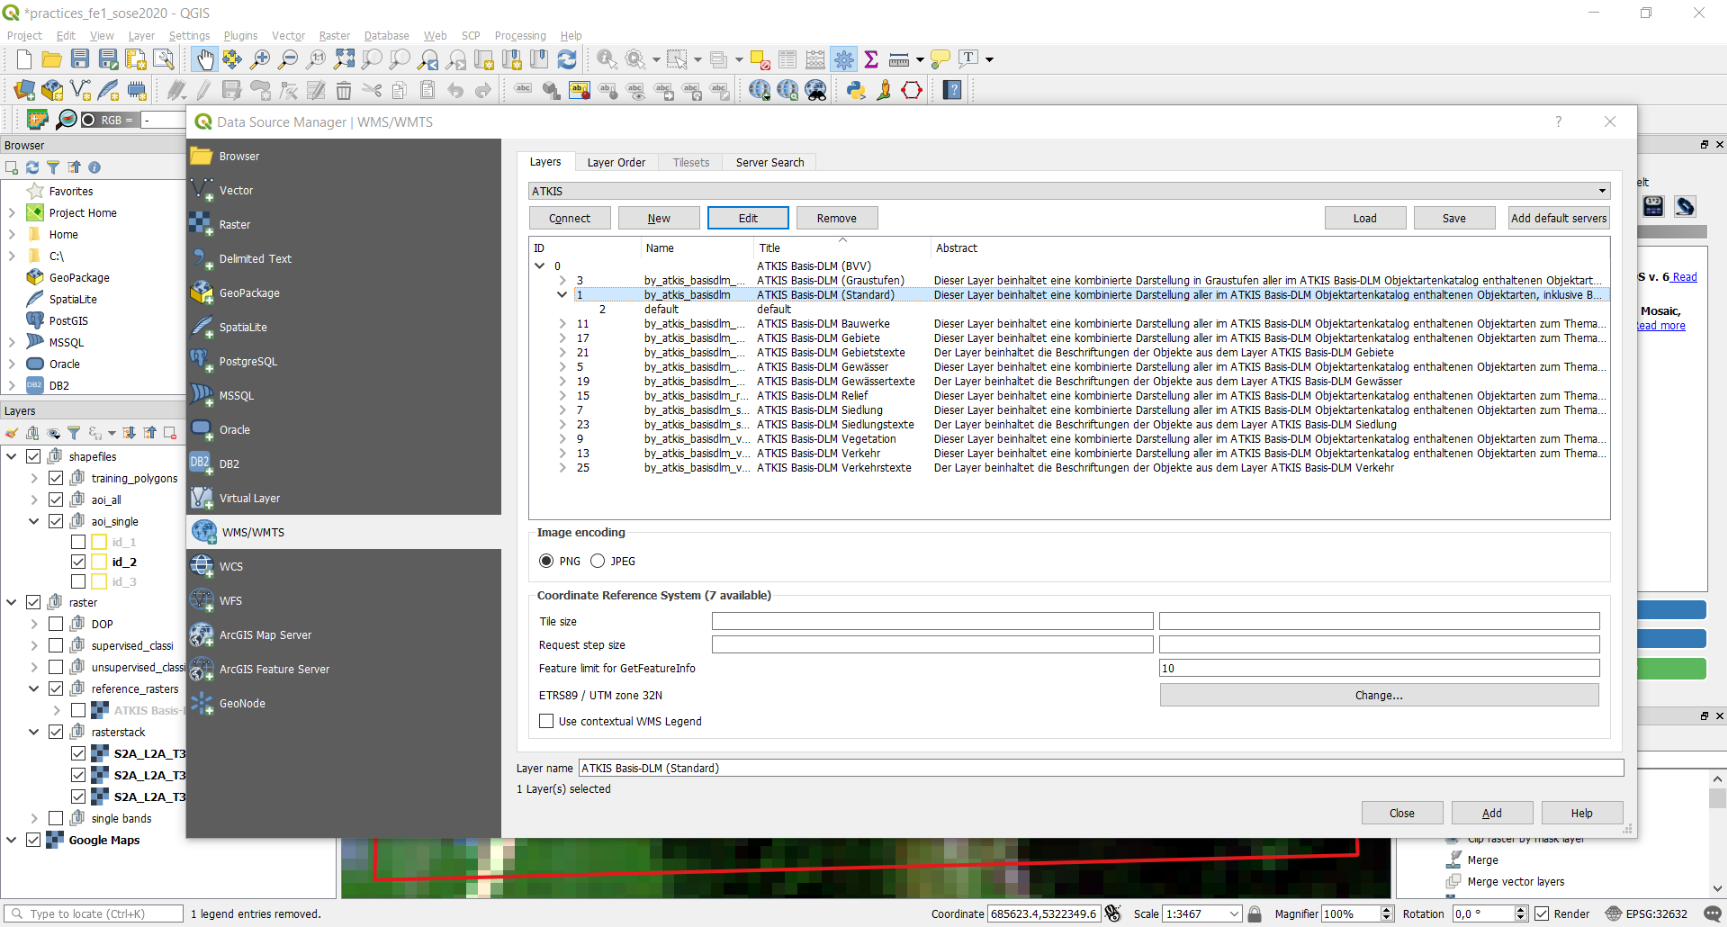 *practices_fe1_sose2020 - QGIS
Project Edit View Layer Settings Plugins Vector Raster Database Web SCP Processing Help
RGB = -
Data Source Manager | WMS/WMTS
Browser
Favorites
Project Home
Home
C:\
GeoPackage
SpatiaLite
PostGIS
MSSQL
Oracle
DB2
Layers
shapefiles
training_polygons
aoi_all
aoi_single
id_1
id_2
id_3
raster
DOP
supervised_classi
unsupervised_classi
reference_rasters
ATKIS Basis-
rasterstack
S2A_L2A_T3
S2A_L2A_T3
S2A_L2A_T3
single bands
Google Maps
Browser
Vector
Raster
Delimited Text
GeoPackage
SpatiaLite
PostgreSQL
MSSQL
Oracle
DB2
Virtual Layer
WMS/WMTS
WCS
WFS
ArcGIS Map Server
ArcGIS Feature Server
GeoNode
Layers Layer Order Tilesets Server Search
ATKIS
Connect New Edit Remove Load Save Add default servers
ID Name Title Abstract
0 ATKIS Basis-DLM (BVV)
3 by_atkis_basisdlm_... ATKIS Basis-DLM (Graustufen) Dieser Layer beinhaltet eine kombinierte Darstellung in Graustufen aller im ATKIS Basis-DLM Objektartenkatalog enthaltenen Objektart...
1 by_atkis_basisdlm ATKIS Basis-DLM (Standard) Dieser Layer beinhaltet eine kombinierte Darstellung aller im ATKIS Basis-DLM Objektartenkatalog enthaltenen Objektarten, inklusive B...
2 default default
11 by_atkis_basisdlm_... ATKIS Basis-DLM Bauwerke Dieser Layer beinhaltet eine kombinierte Darstellung aller im ATKIS Basis-DLM Objektartenkatalog enthaltenen Objektarten zum Thema...
17 by_atkis_basisdlm_... ATKIS Basis-DLM Gebiete Dieser Layer beinhaltet eine kombinierte Darstellung aller im ATKIS Basis-DLM Objektartenkatalog enthaltenen Objektarten zum Thema...
21 by_atkis_basisdlm_... ATKIS Basis-DLM Gebietstexte Der Layer beinhaltet die Beschriftungen der Objekte aus dem Layer ATKIS Basis-DLM Gebiete
5 by_atkis_basisdlm_... ATKIS Basis-DLM Gewässer Dieser Layer beinhaltet eine kombinierte Darstellung aller im ATKIS Basis-DLM Objektartenkatalog enthaltenen Objektarten zum Thema...
19 by_atkis_basisdlm_... ATKIS Basis-DLM Gewässertexte Der Layer beinhaltet die Beschriftungen der Objekte aus dem Layer ATKIS Basis-DLM Gewässer
15 by_atkis_basisdlm_r... ATKIS Basis-DLM Relief Dieser Layer beinhaltet eine kombinierte Darstellung aller im ATKIS Basis-DLM Objektartenkatalog enthaltenen Objektarten zum Thema...
7 by_atkis_basisdlm_s... ATKIS Basis-DLM Siedlung Dieser Layer beinhaltet eine kombinierte Darstellung aller im ATKIS Basis-DLM Objektartenkatalog enthaltenen Objektarten zum Thema...
23 by_atkis_basisdlm_s... ATKIS Basis-DLM Siedlungstexte Der Layer beinhaltet die Beschriftungen der Objekte aus dem Layer ATKIS Basis-DLM Siedlung
9 by_atkis_basisdlm_v... ATKIS Basis-DLM Vegetation Dieser Layer beinhaltet eine kombinierte Darstellung aller im ATKIS Basis-DLM Objektartenkatalog enthaltenen Objektarten zum Thema...
13 by_atkis_basisdlm_v... ATKIS Basis-DLM Verkehr Dieser Layer beinhaltet eine kombinierte Darstellung aller im ATKIS Basis-DLM Objektartenkatalog enthaltenen Objektarten zum Thema...
25 by_atkis_basisdlm_v... ATKIS Basis-DLM Verkehrstexte Der Layer beinhaltet die Beschriftungen der Objekte aus dem Layer ATKIS Basis-DLM Verkehr
Image encoding
PNG JPEG
Coordinate Reference System (7 available)
Tile size
Request step size
Feature limit for GetFeatureInfo 10
ETRS89 / UTM zone 32N Change...
Use contextual WMS Legend
Layer name ATKIS Basis-DLM (Standard)
1 Layer(s) selected
Close Add Help
elt
S v. 6 Read
Mosaic,
ead more
Clip raster by mask layer
Merge
Merge vector layers
Type to locate (Ctrl+K) 1 legend entries removed. Coordinate 685623.4,5322349.6 Scale 1:3467 Magnifier 100% Rotation 0,0 ° Render EPSG:32632